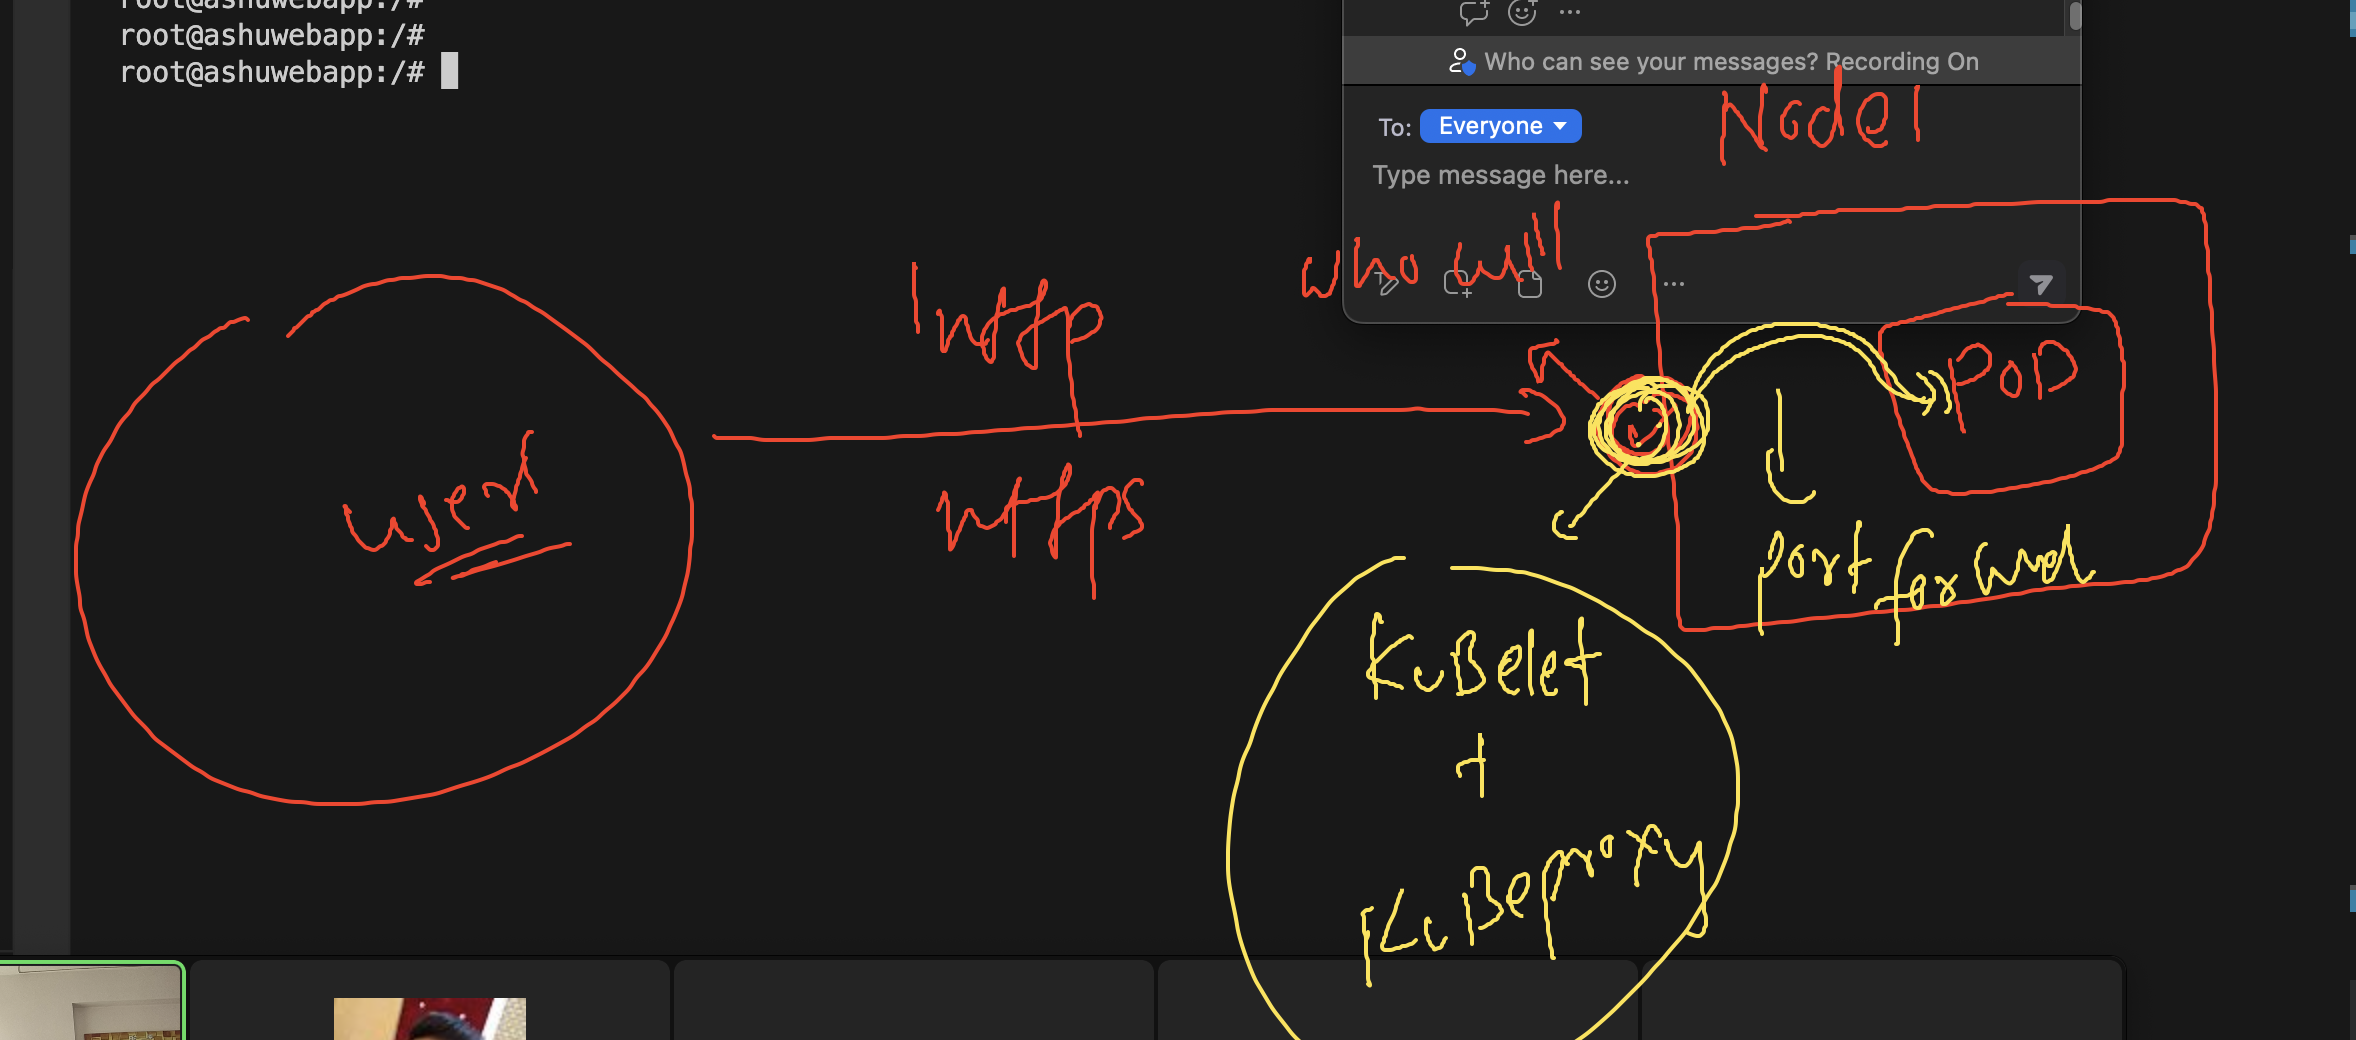 root@ashuwebapp:/#
root@ashuwebapp:/#
root@ashuwebapp:/#
Who can see your messages? Recording On
To: Everyone
Type message here...
Node1
who will
http
https
user
POD
port forwad
KuBelet
+
KuBeproxy